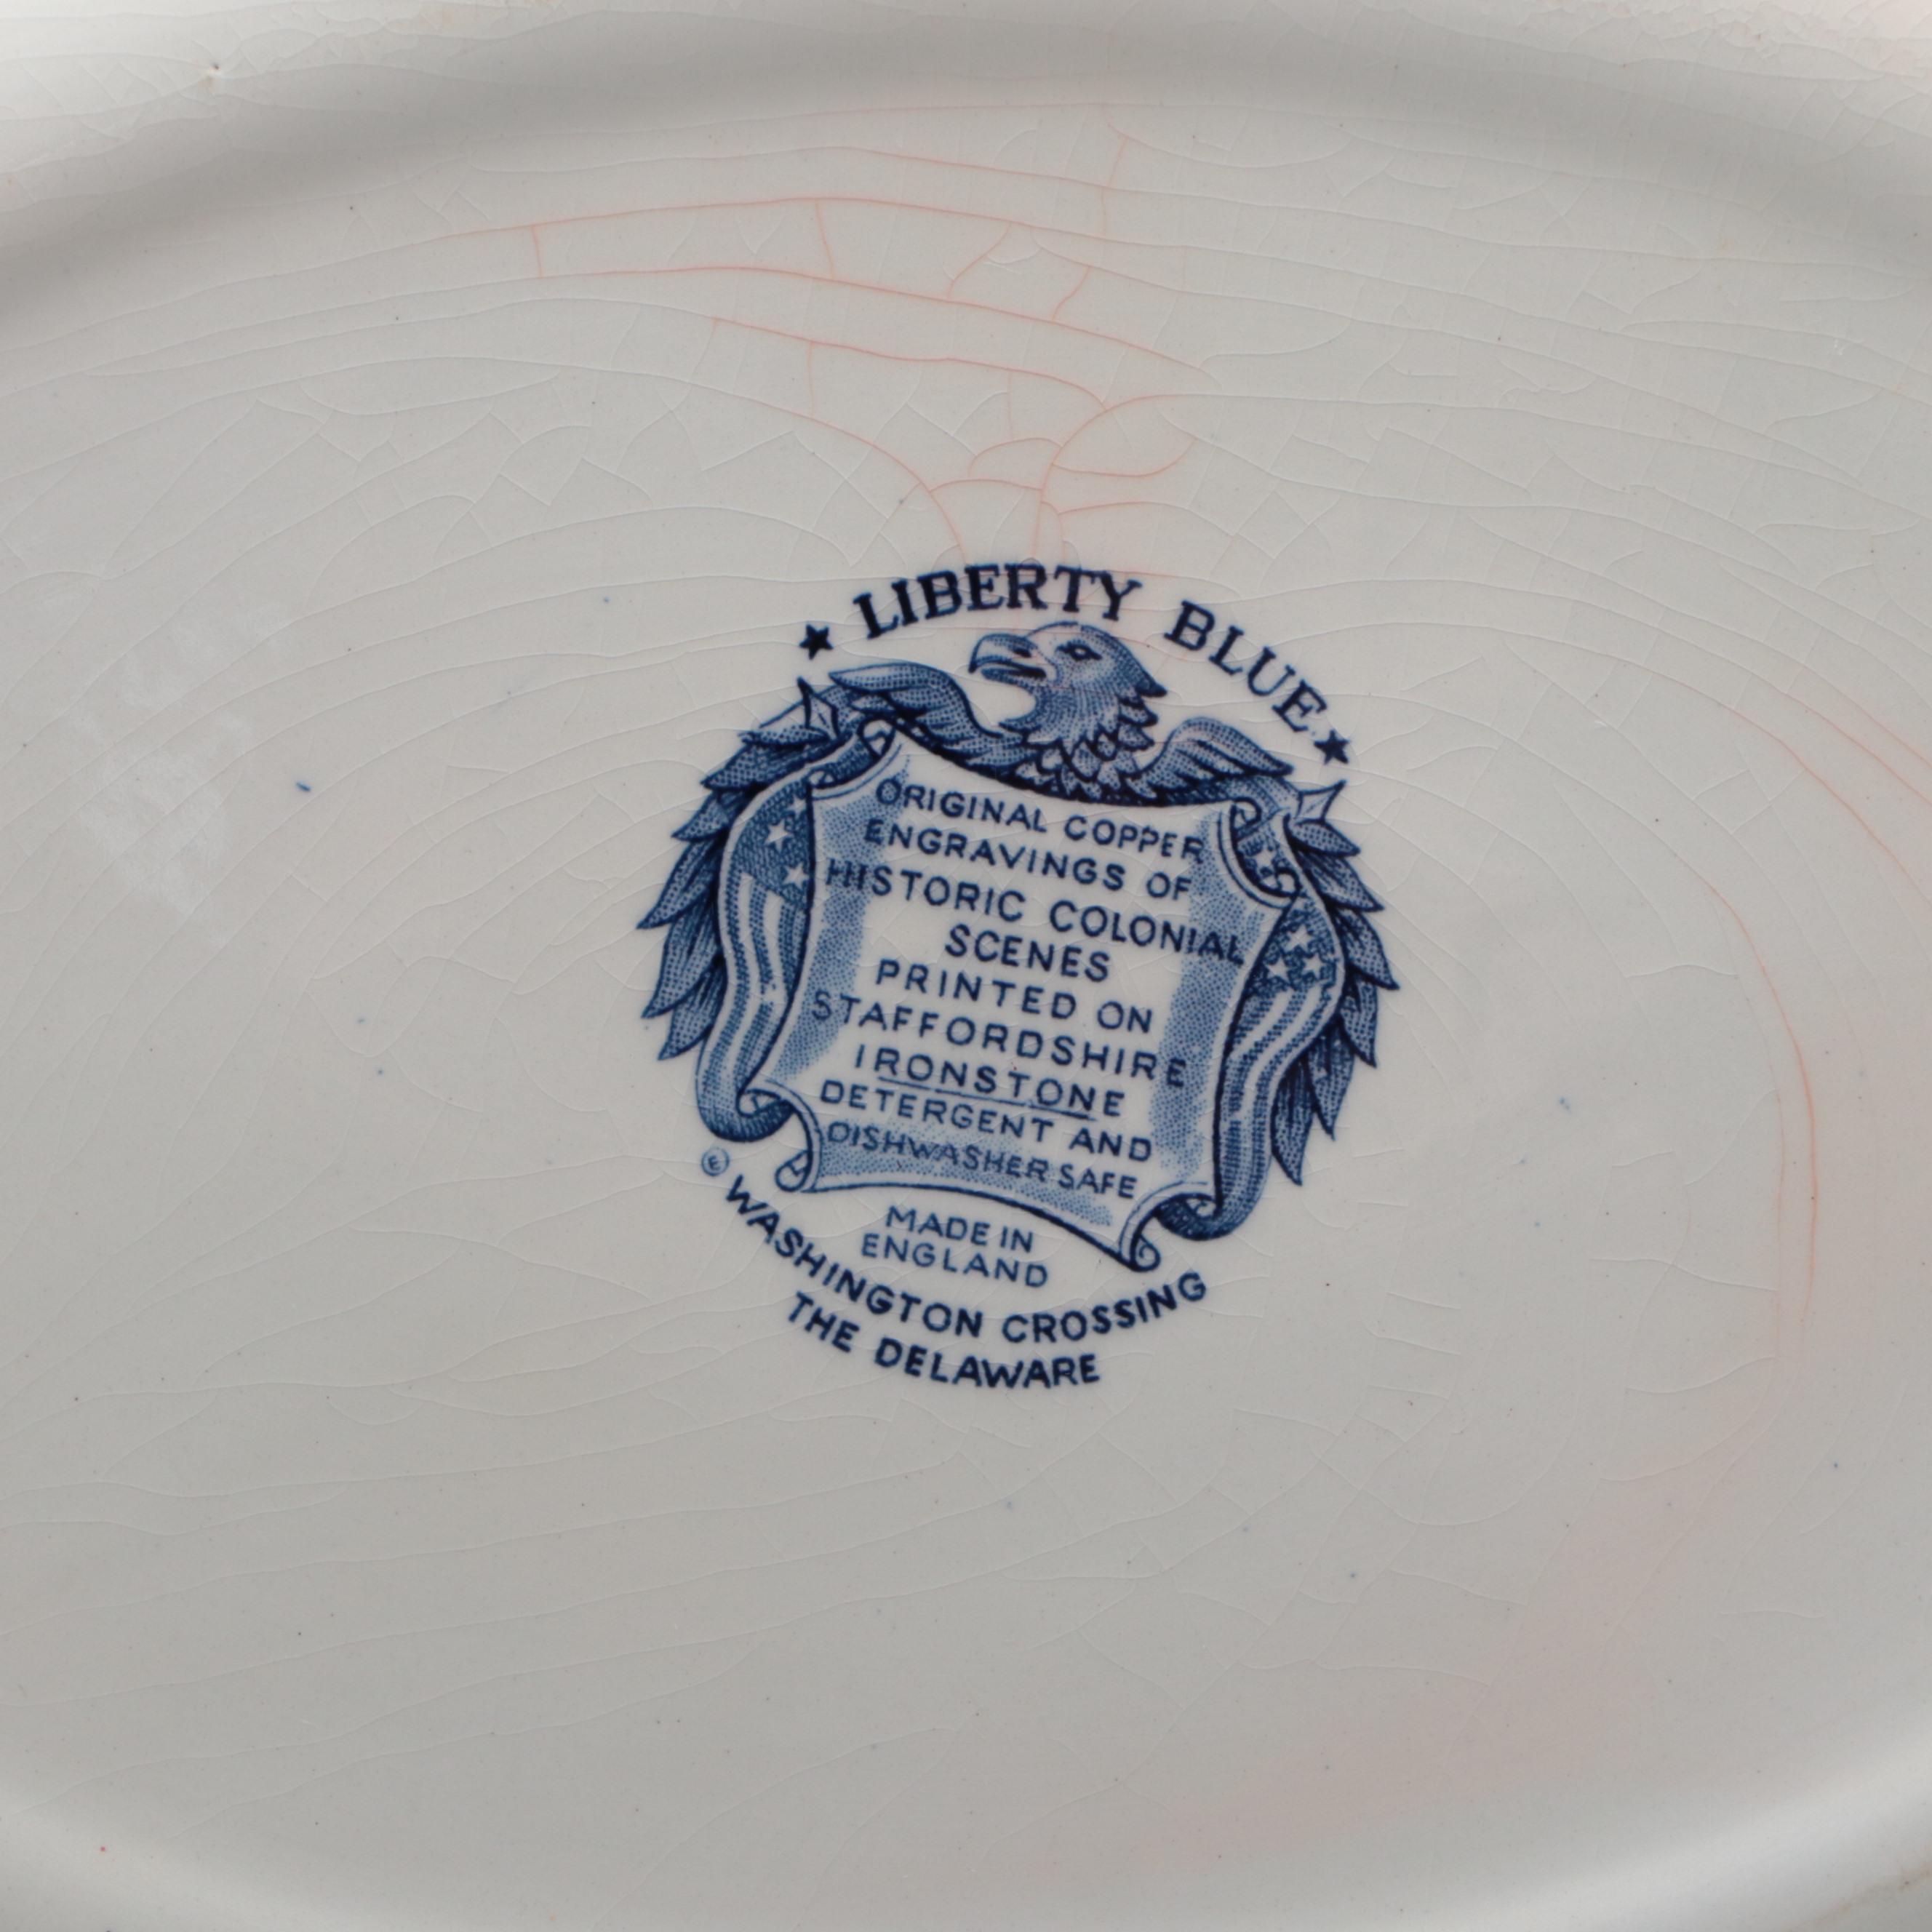 ★ LIBERTY BLUE ★
ORIGINAL COPPER
ENGRAVINGS OF
HISTORIC COLONIAL
SCENES
PRINTED ON
STAFFORDSHIRE
IRONSTONE
DETERGENT AND
DISHWASHER SAFE
MADE IN
ENGLAND
WASHINGTON CROSSING
THE DELAWARE